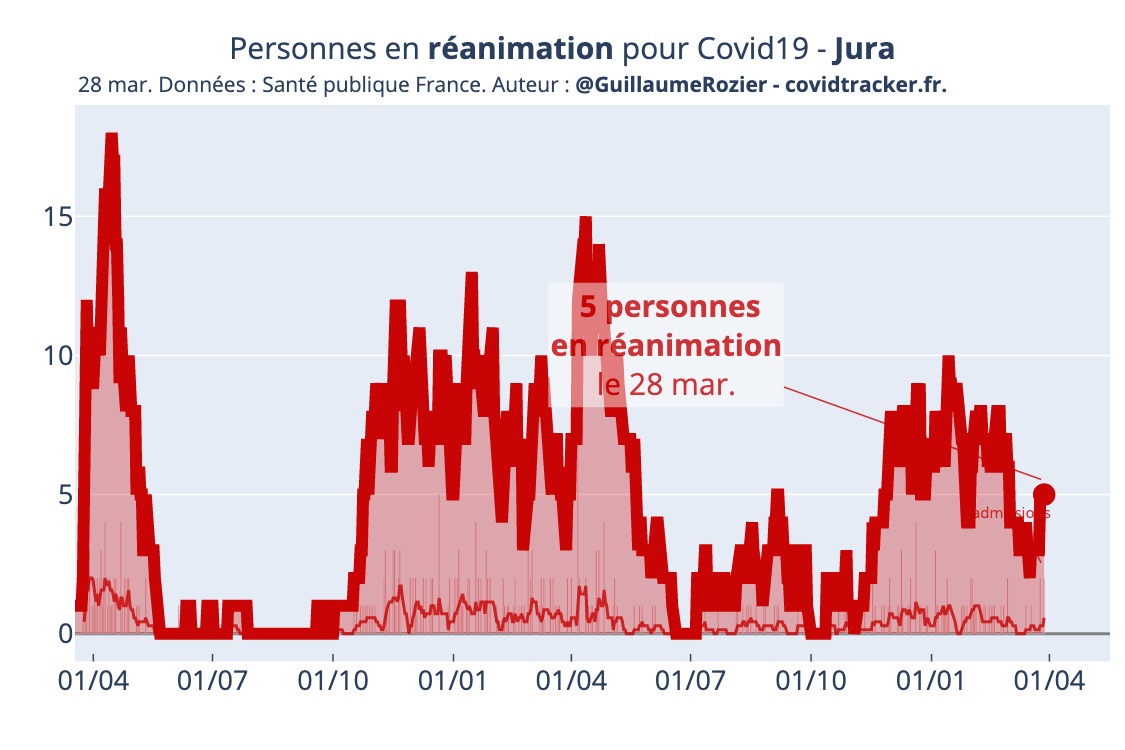 Personnes en réanimation pour Covid19 - Jura
28 mar. Données : Santé publique France. Auteur : @GuillaumeRozier - covidtracker.fr.
15
10
5
0
5 personnes
en réanimation
le 28 mar.
admissions
01/04 01/07 01/10 01/01 01/04 01/07 01/10 01/01 01/04